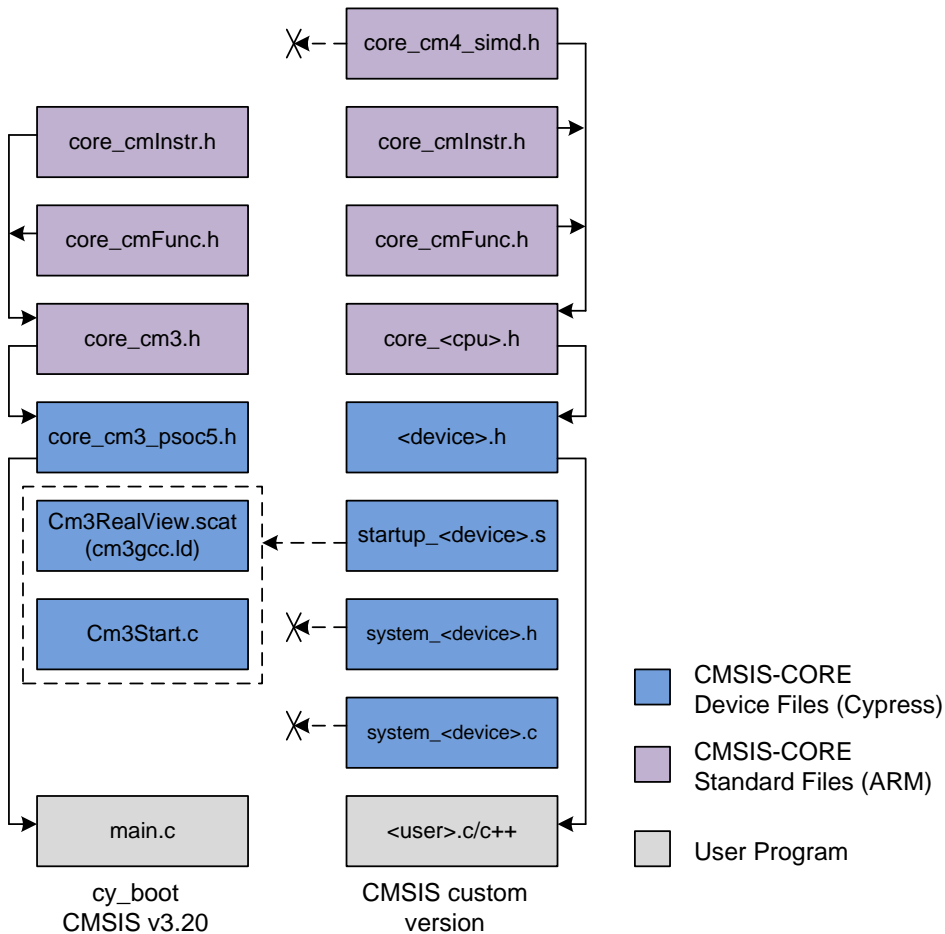 core_cm4_simd.h
core_cmInstr.h
core_cmInstr.h
core_cmFunc.h
core_cmFunc.h
core_cm3.h
core_<cpu>.h
core_cm3_psoc5.h
<device>.h
Cm3RealView.scat
(cm3gcc.ld)
startup_<device>.s
Cm3Start.c
system_<device>.h
system_<device>.c
main.c
<user>.c/c++
cy_boot
CMSIS v3.20
CMSIS custom
version
CMSIS-CORE
Device Files (Cypress)
CMSIS-CORE
Standard Files (ARM)
User Program